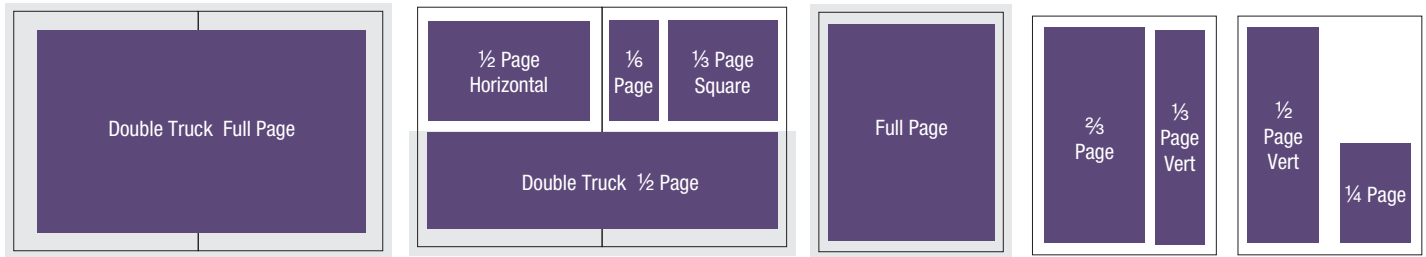 Double Truck Full Page
½ Page
Horizontal
⅙
Page
⅓ Page
Square
Double Truck ½ Page
Full Page
⅔
Page
⅓
Page
Vert
½
Page
Vert
¼ Page